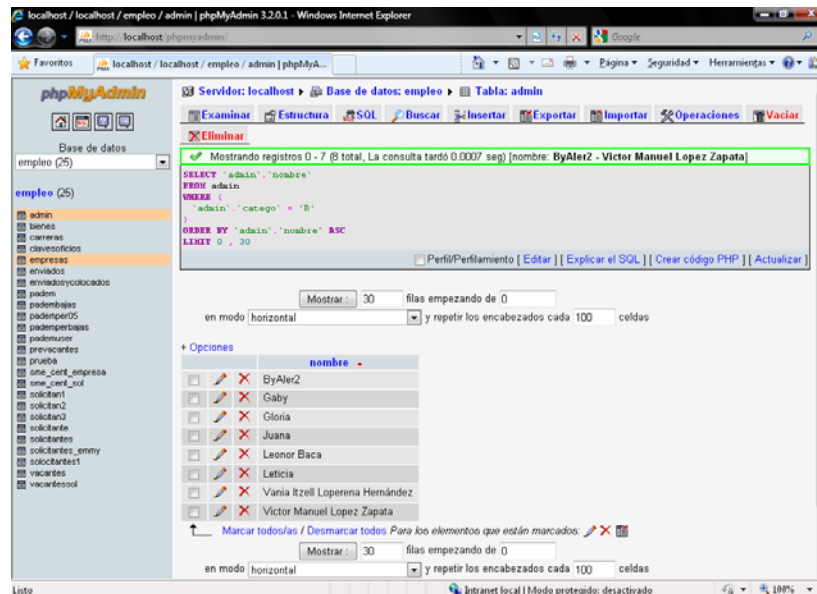 localhost / localhost / empleo / admin | phpMyAdmin 3.2.0.1 - Windows Internet Explorer
http://localhost/phpmyadmin/
Google
Favoritos
localhost / localhost / empleo / admin | phpMyA...
Página
Seguridad
Herramientas
phpMyAdmin
Base de datos
empleo (25)
empleo (25)
admin
bienes
carreras
clavesoficios
empresas
enviados
enviadosycolocados
padem
padembajas
pademper05
pademperbajas
pademuser
prevacantes
prueba
sme_cent_empresa
sme_cent_sol
solicitan1
solicitan2
solicitan3
solicitante
solicitantes
solicitantes_emmy
solocitantes1
vacantes
vacantessol
Servidor: localhost ▸ Base de datos: empleo ▸ Tabla: admin
Examinar Estructura SQL Buscar Insertar Exportar Importar Operaciones Vaciar
Eliminar
Mostrando registros 0 - 7 (8 total, La consulta tardó 0.0007 seg) [nombre: ByAler2 - Victor Manuel Lopez Zapata]
SELECT `admin`.`nombre`
FROM admin
WHERE (
`admin`.`catego` = 'B'
)
ORDER BY `admin`.`nombre` ASC
LIMIT 0 , 30
Perfil/Perfilamiento [ Editar ] [ Explicar el SQL ] [ Crear código PHP ] [ Actualizar ]
Mostrar : 30 filas empezando de 0
en modo horizontal y repetir los encabezados cada 100 celdas
+ Opciones
nombre
ByAler2
Gaby
Gloria
Juana
Leonor Baca
Leticia
Vania Itzell Loperena Hernández
Victor Manuel Lopez Zapata
Marcar todos/as / Desmarcar todos Para los elementos que están marcados:
Mostrar : 30 filas empezando de 0
en modo horizontal y repetir los encabezados cada 100 celdas
Listo
Intranet local | Modo protegido: desactivado
100%